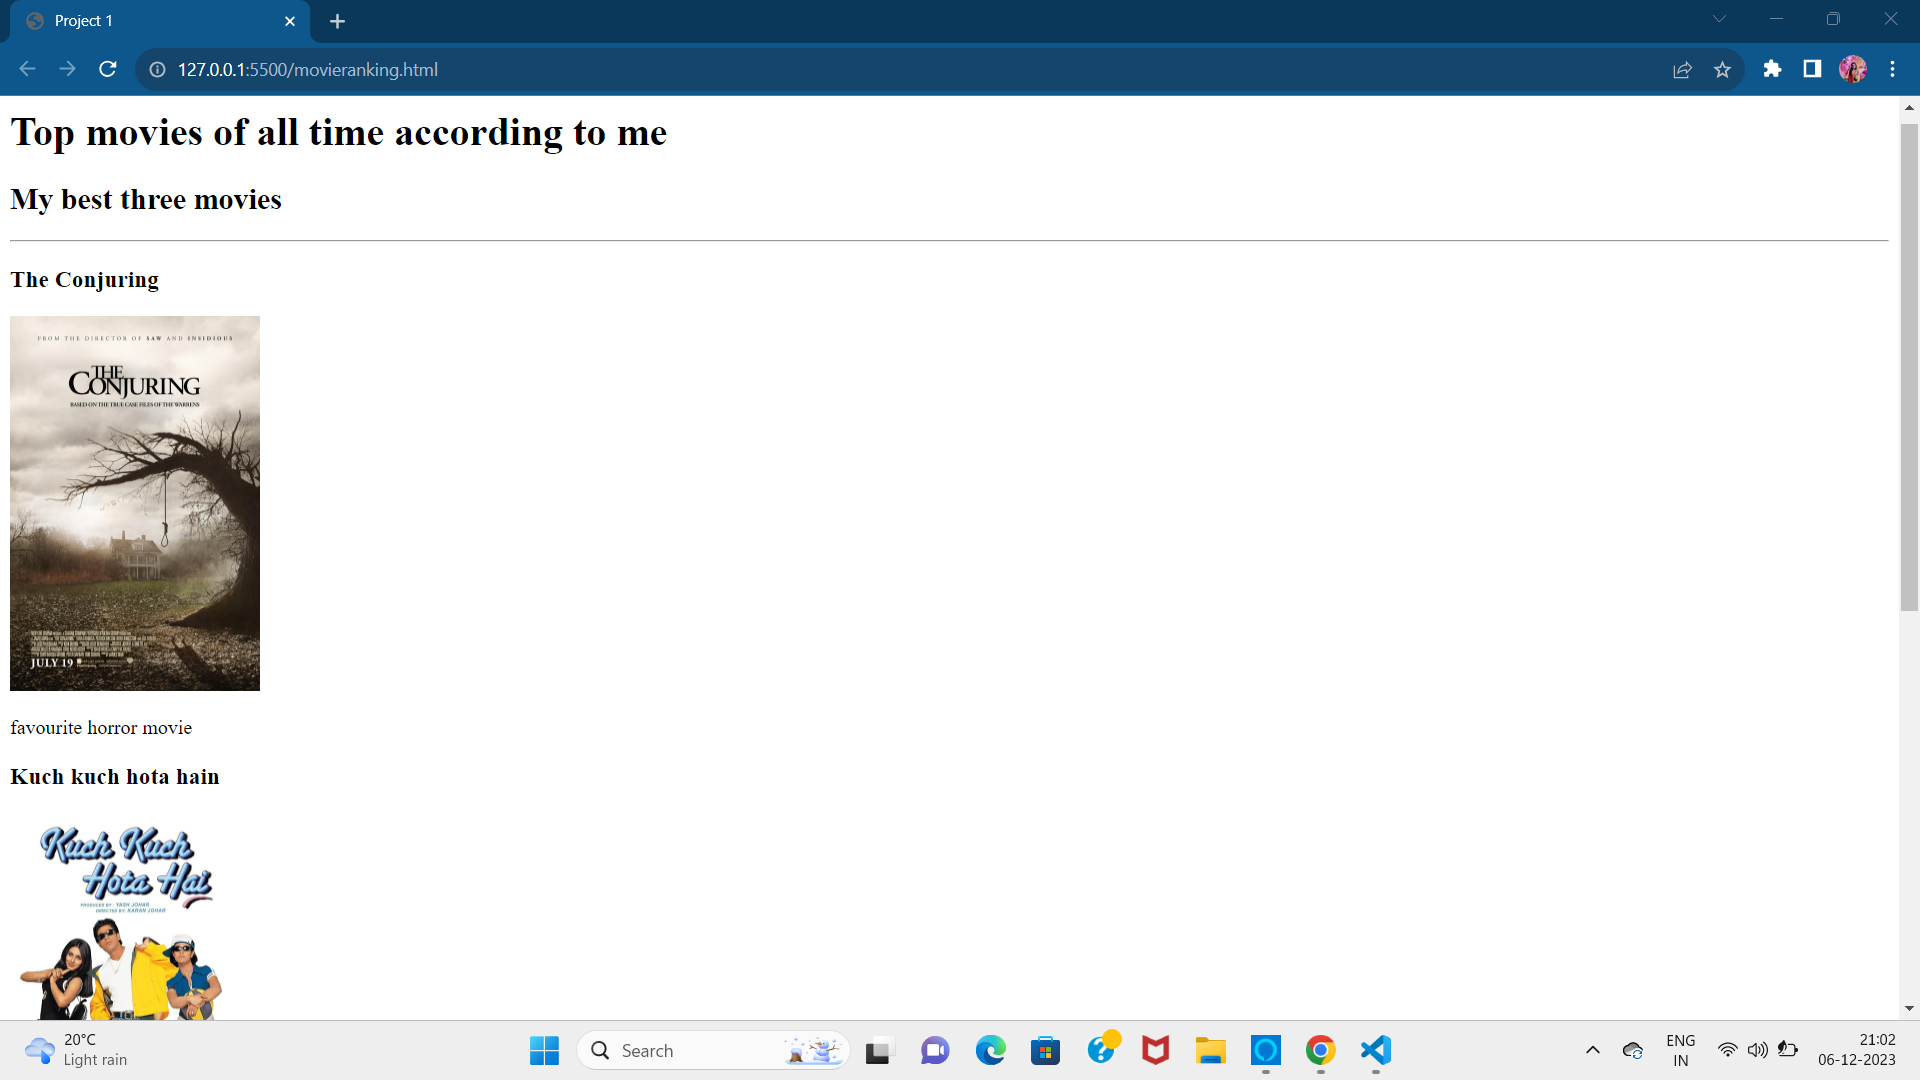 Project 1
127.0.0.1:5500/movieranking.html
Top movies of all time according to me
My best three movies
The Conjuring
FROM THE DIRECTOR OF SAW AND INSIDIOUS
THE
CONJURING
BASED ON THE TRUE CASE FILES OF THE WARRENS
JULY 19
favourite horror movie
Kuch kuch hota hain
Kuch Kuch
Hota Hai
PRODUCED BY: YASH JOHAR
DIRECTED BY: KARAN JOHAR
20°C
Light rain
Search
ENG
IN
21:02
06-12-2023